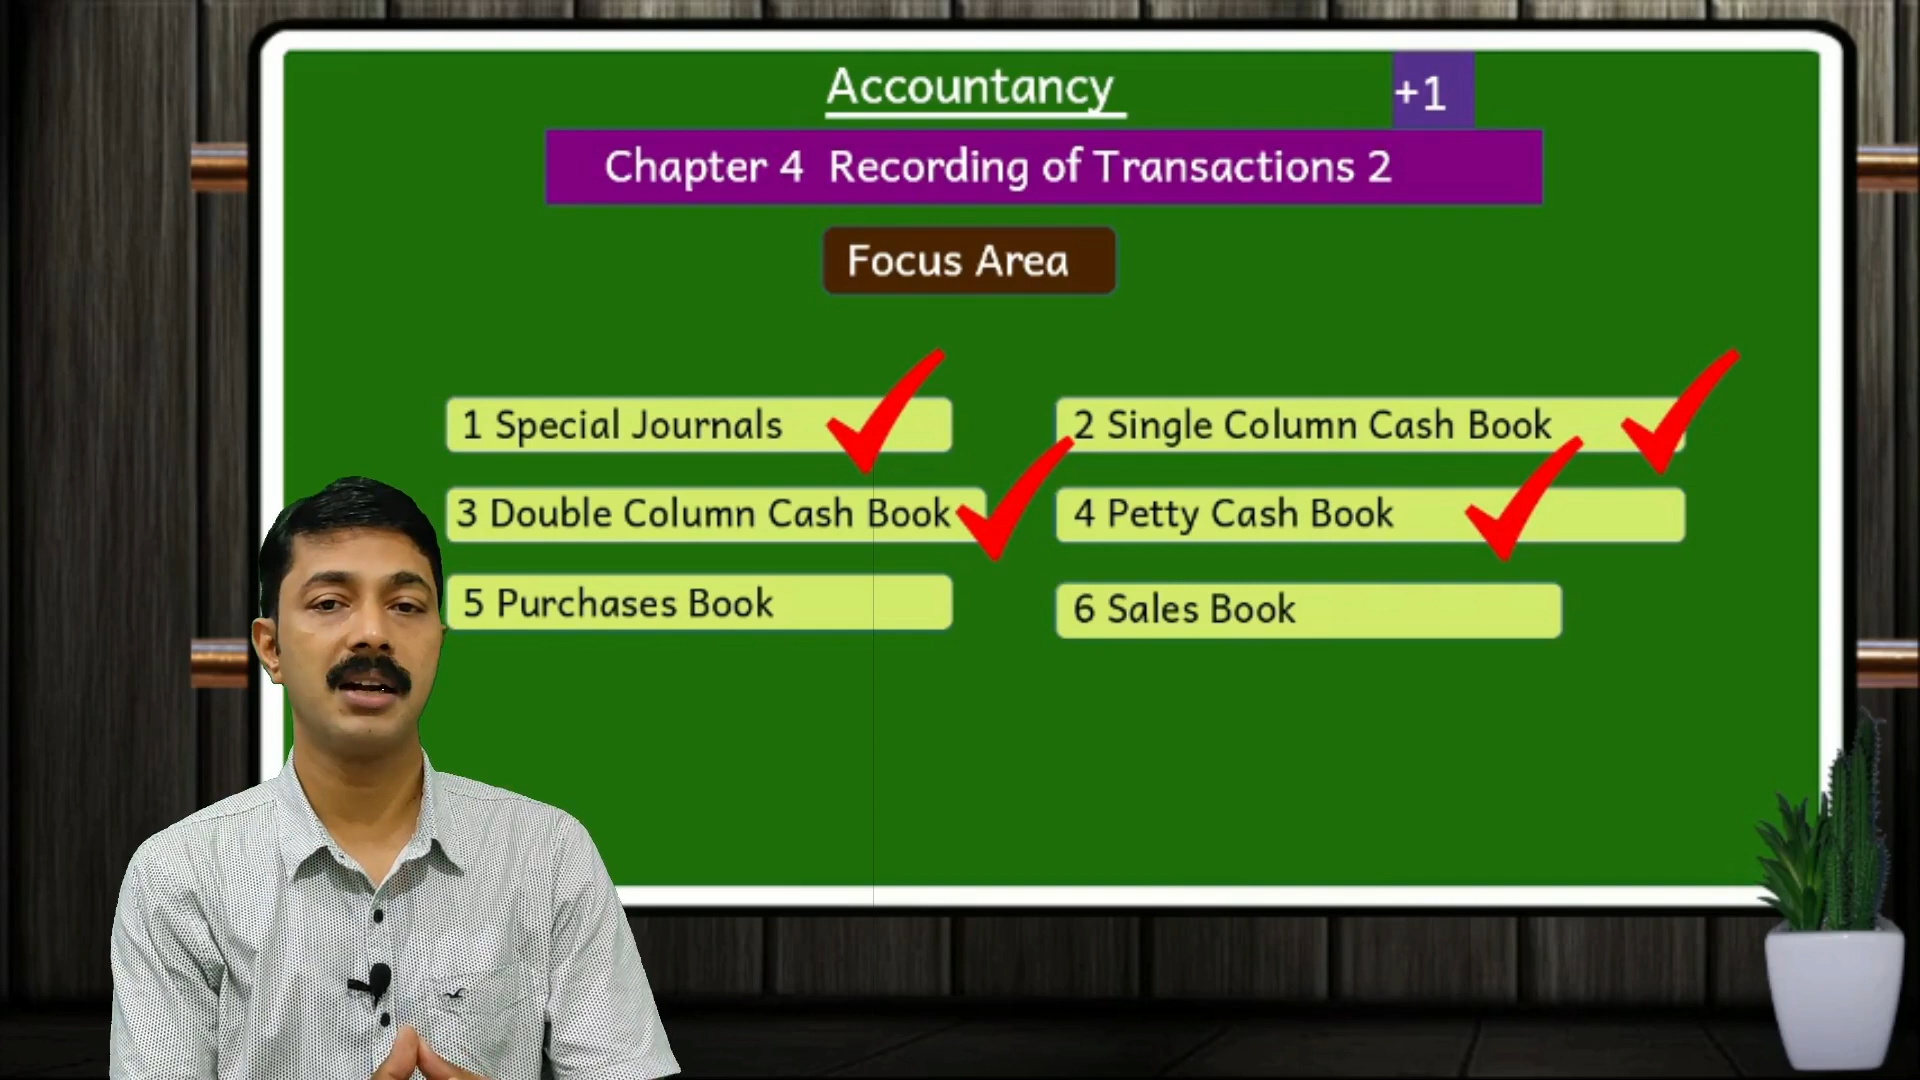 Accountancy
+1
Chapter 4 Recording of Transactions 2
Focus Area
1 Special Journals
2 Single Column Cash Book
3 Double Column Cash Book
4 Petty Cash Book
5 Purchases Book
6 Sales Book